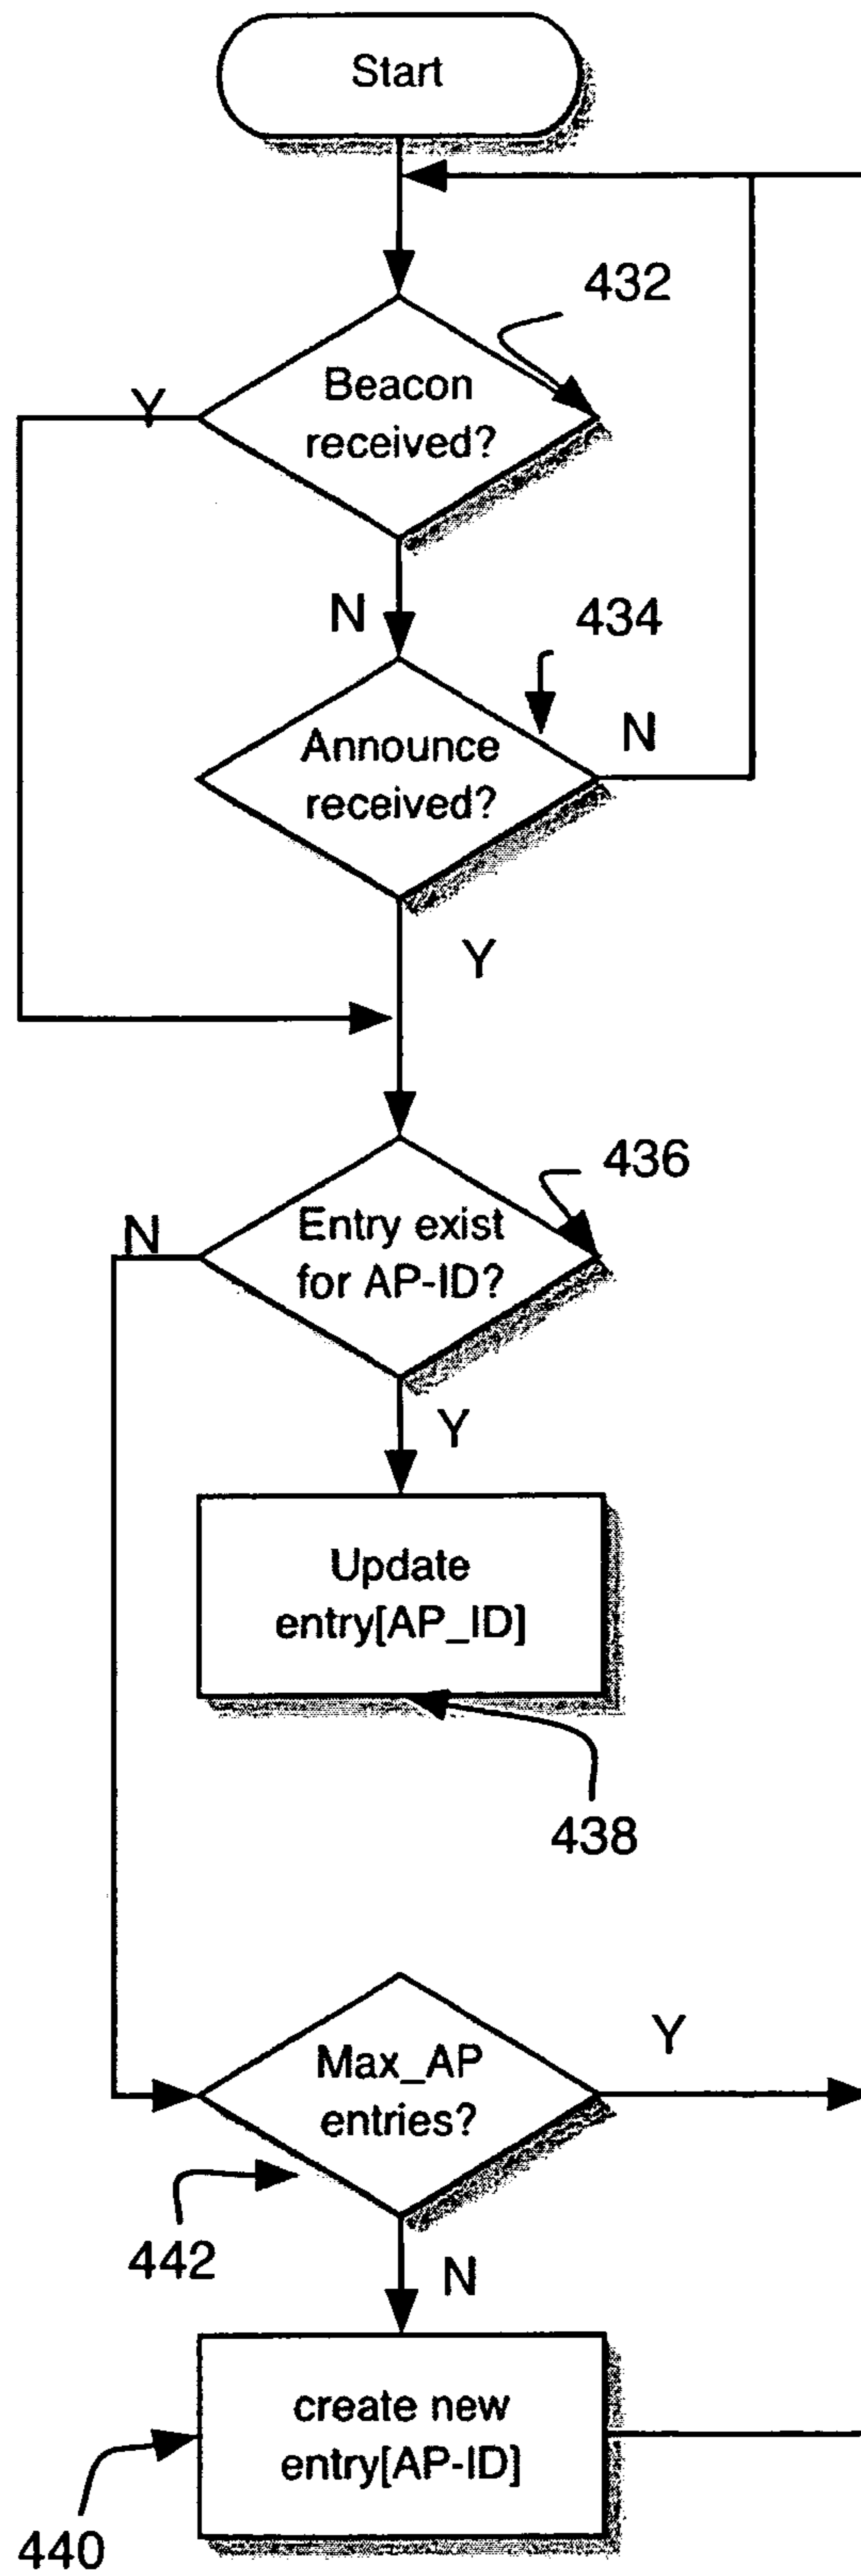 Start
432
Beacon
received?
Y
N
434
Announce
received?
N
Y
436
Entry exist
for AP-ID?
N
Y
Update
entry[AP_ID]
438
Max_AP
entries?
Y
442
N
create new
entry[AP-ID]
440